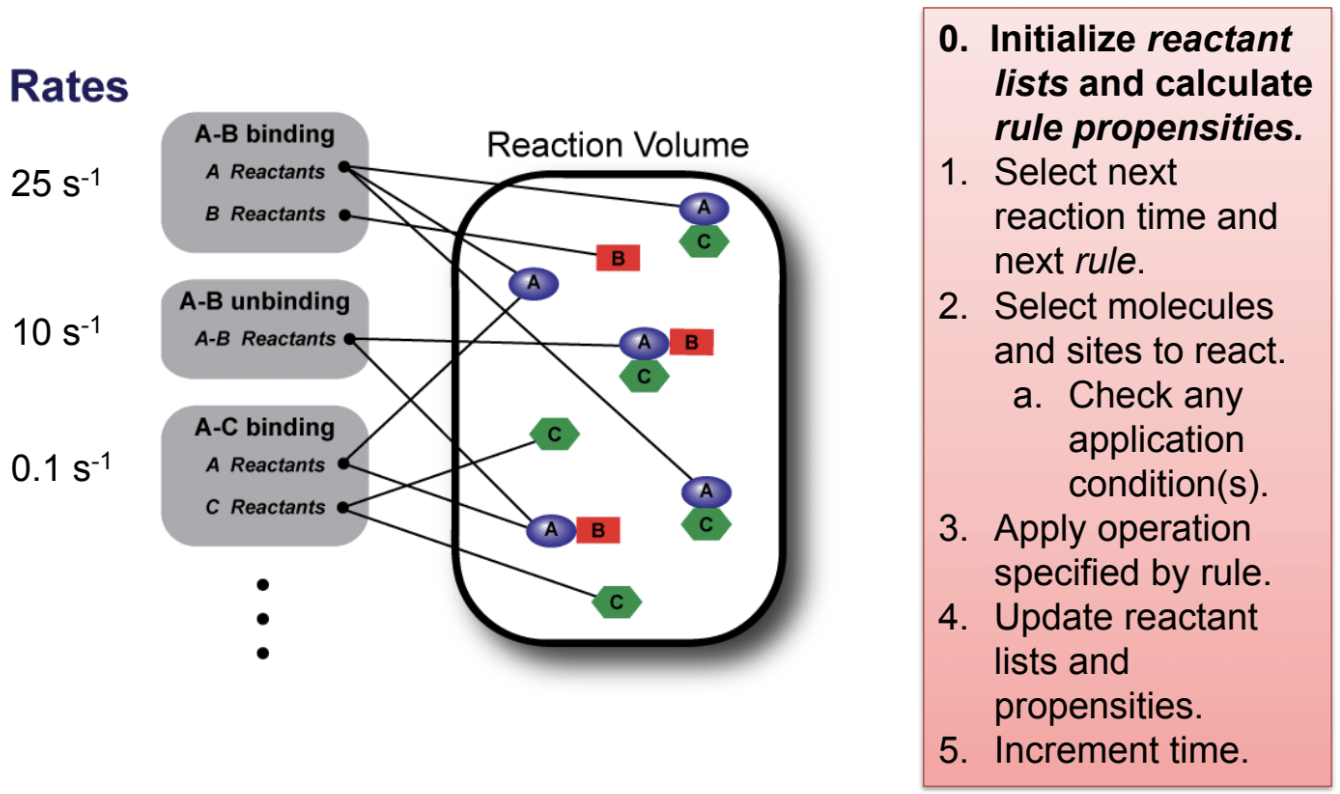 Rates
25 s⁻¹
10 s⁻¹
0.1 s⁻¹
A-B binding
A Reactants
B Reactants
A-B unbinding
A-B Reactants
A-C binding
A Reactants
C Reactants
Reaction Volume
A
C
B
A
A B
C
C
A
C
A B
C
0. Initialize reactant
lists and calculate
rule propensities.
1. Select next
reaction time and
next rule.
2. Select molecules
and sites to react.
a. Check any
application
condition(s).
3. Apply operation
specified by rule.
4. Update reactant
lists and
propensities.
5. Increment time.